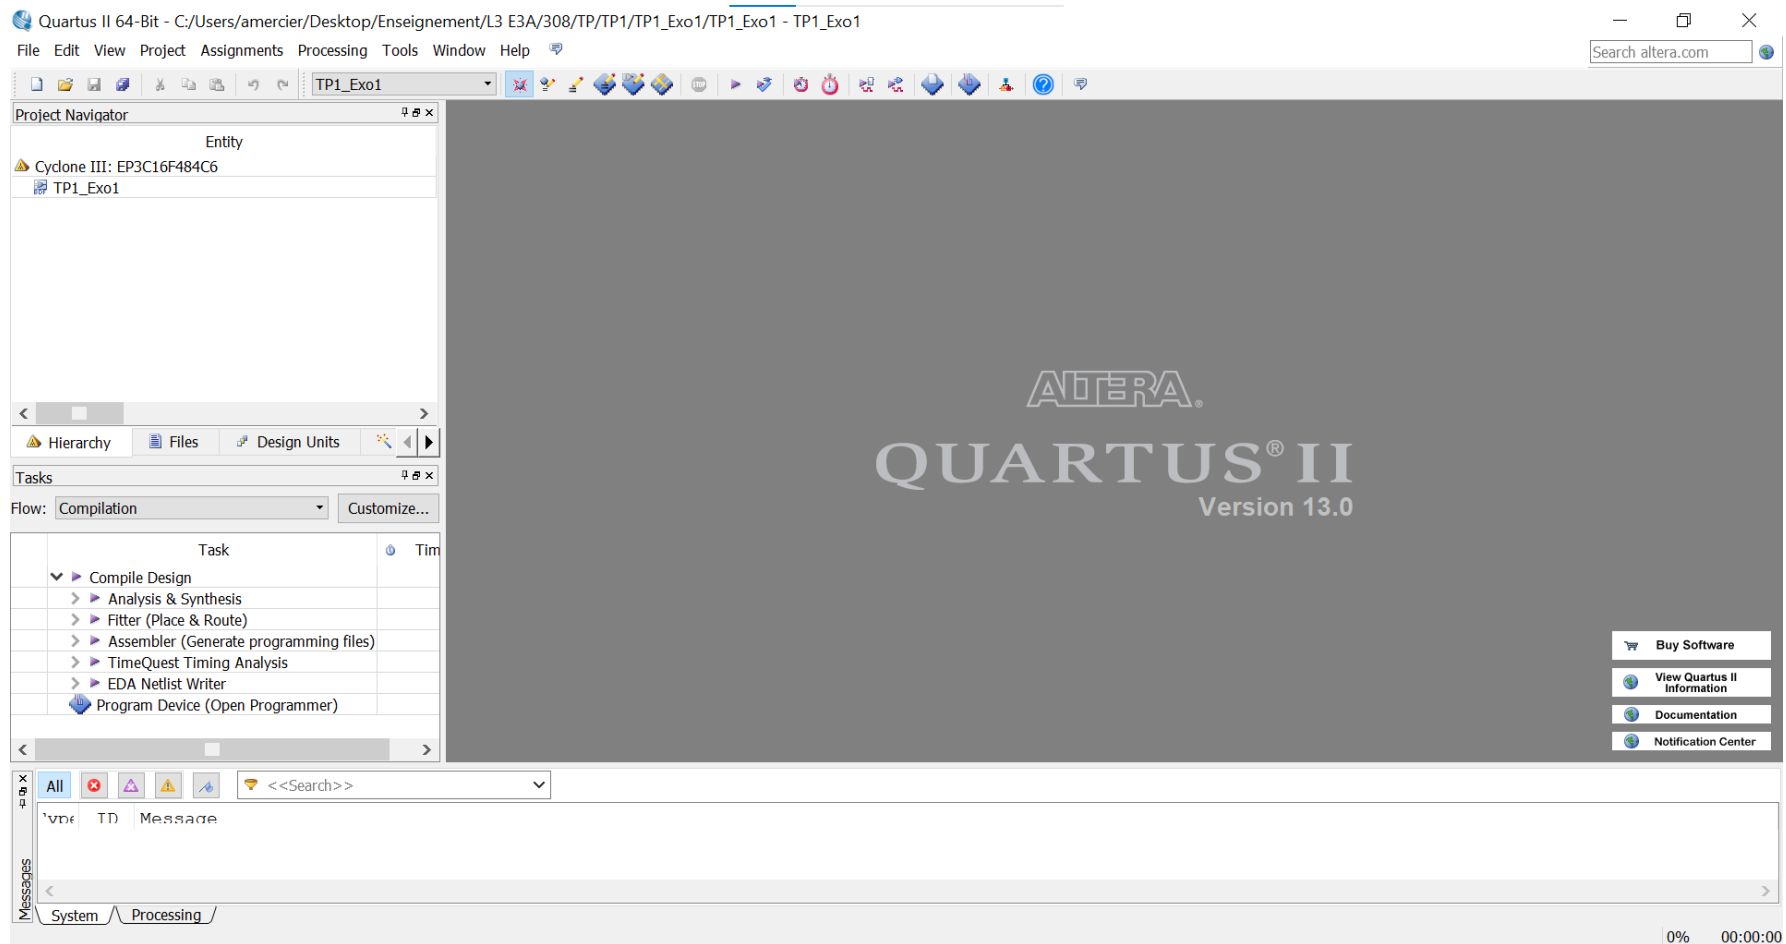 Quartus II 64-Bit - C:/Users/amercier/Desktop/Enseignement/L3 E3A/308/TP/TP1/TP1_Exo1/TP1_Exo1 - TP1_Exo1
File Edit View Project Assignments Processing Tools Window Help
Search altera.com
TP1_Exo1
Project Navigator
Entity
Cyclone III: EP3C16F484C6
TP1_Exo1
Hierarchy Files Design Units
Tasks
Flow: Compilation Customize...
Task Tim
Compile Design
Analysis & Synthesis
Fitter (Place & Route)
Assembler (Generate programming files)
TimeQuest Timing Analysis
EDA Netlist Writer
Program Device (Open Programmer)
ALTERA®
QUARTUS® II
Version 13.0
Buy Software
View Quartus II
Information
Documentation
Notification Center
All <<Search>>
ID Message
Messages
System Processing
0% 00:00:00